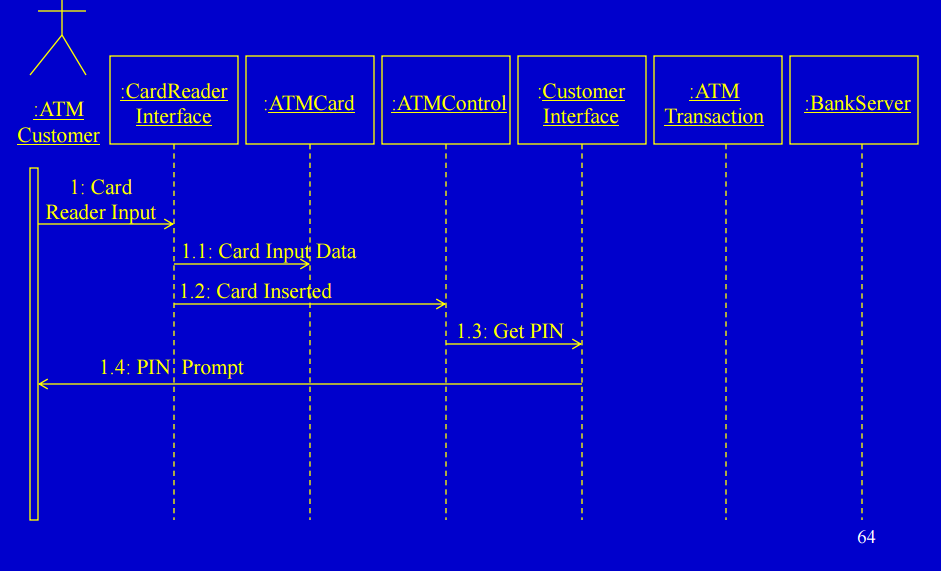 :ATM
Customer
:CardReader
Interface
:ATMCard
:ATMControl
:Customer
Interface
:ATM
Transaction
:BankServer
1: Card
Reader Input
1.1: Card Input Data
1.2: Card Inserted
1.3: Get PIN
1.4: PIN Prompt
64